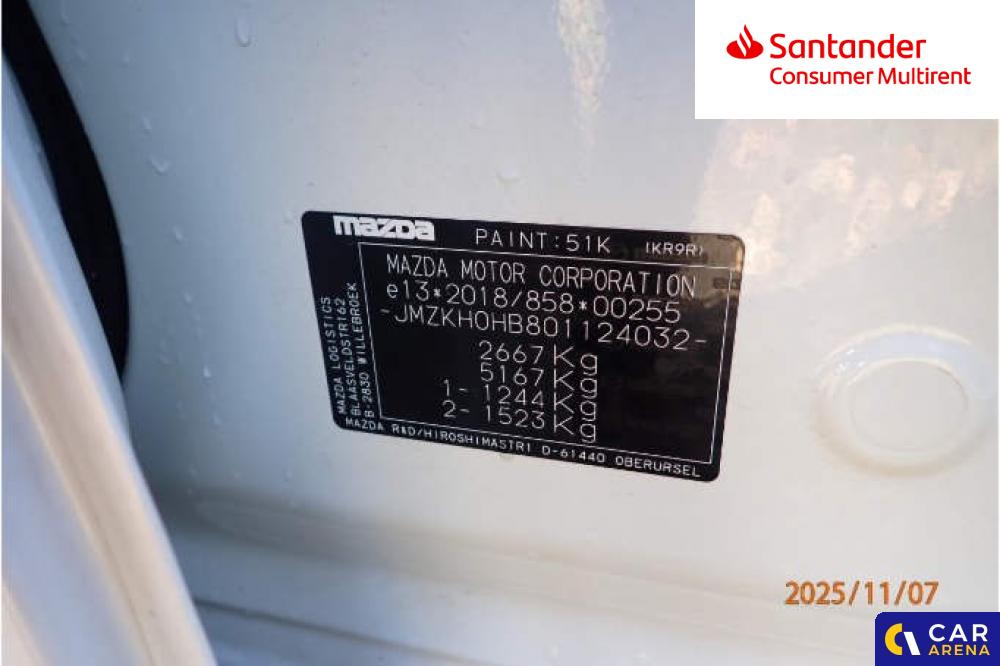 Santander
Consumer Multirent
mazda PAINT:51K (KR9R)
MAZDA MOTOR CORPORATION
e13*2018/858*00255
-JMZKH0HB801124032-
2667Kg
5167Kg
1- 1244Kg
2- 1523Kg
MAZDA LOGISTICS
BLAASVELDSTR162
B-2830 WILLEBROEK
MAZDA R&D/HIROSHIMASTR1 D-61440 OBERURSEL
2025/11/07
CAR
ARENA